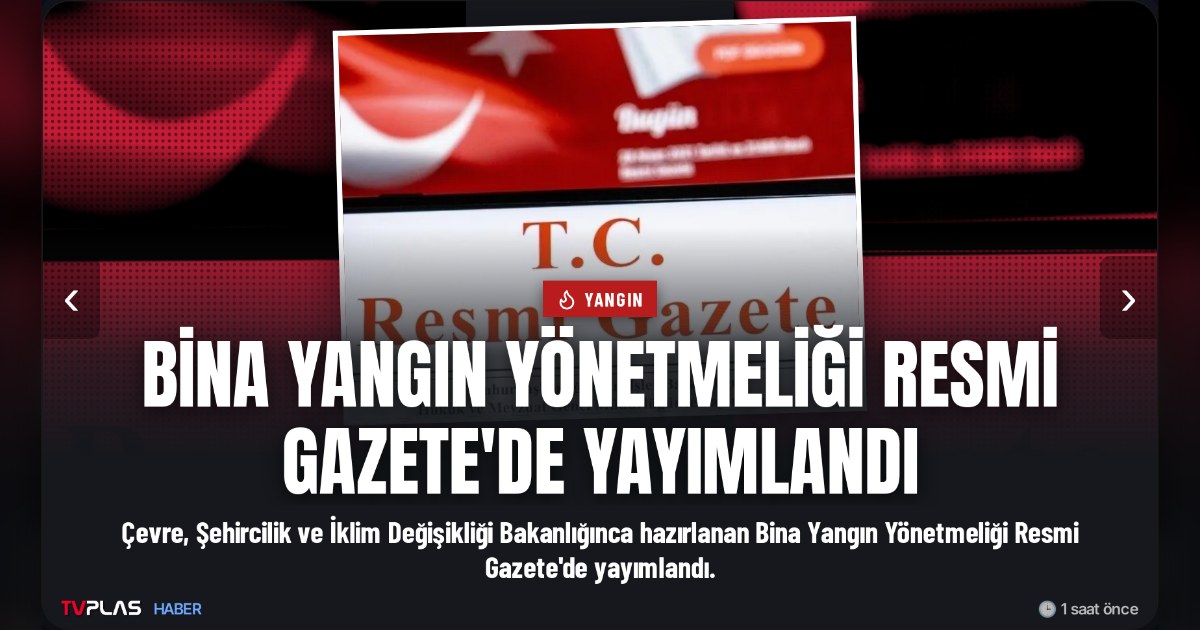 Bugün
T.C.
Resmi Gazete
YANGIN
BİNA YANGIN YÖNETMELİĞİ RESMİ
GAZETE'DE YAYIMLANDI
Çevre, Şehircilik ve İklim Değişikliği Bakanlığınca hazırlanan Bina Yangın Yönetmeliği Resmi
Gazete'de yayımlandı.
TVPLAS HABER
1 saat önce